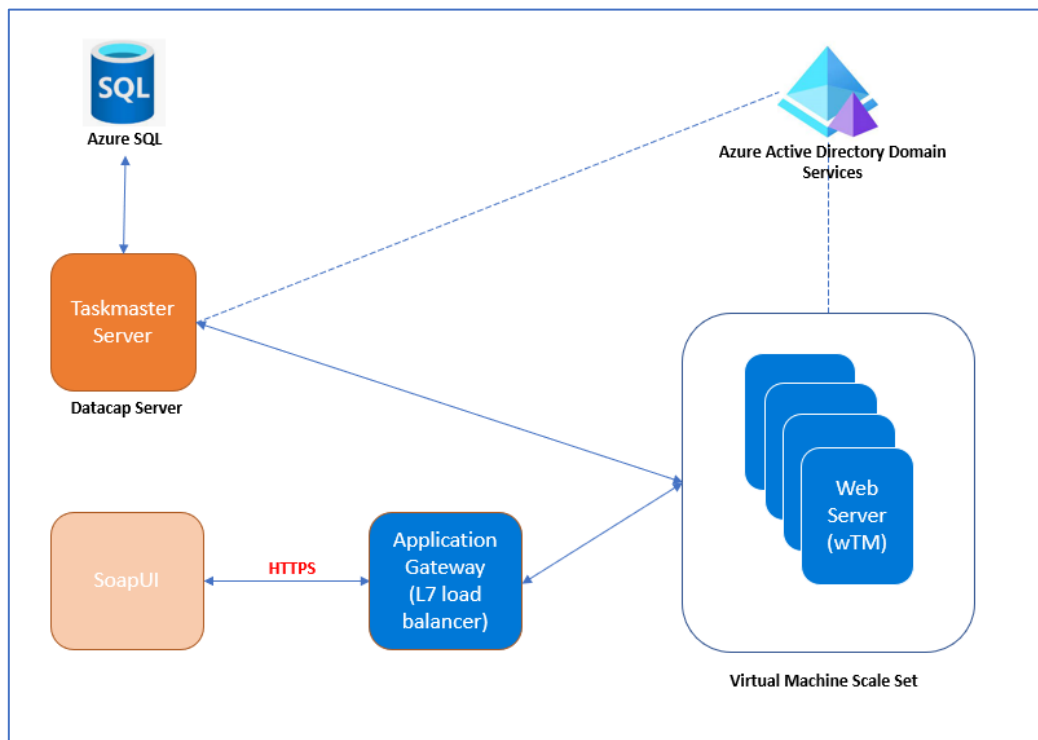 SQL
Azure SQL
Azure Active Directory Domain
Services
Taskmaster
Server
Datacap Server
Web
Server
(wTM)
Virtual Machine Scale Set
SoapUI
HTTPS
Application
Gateway
(L7 load
balancer)